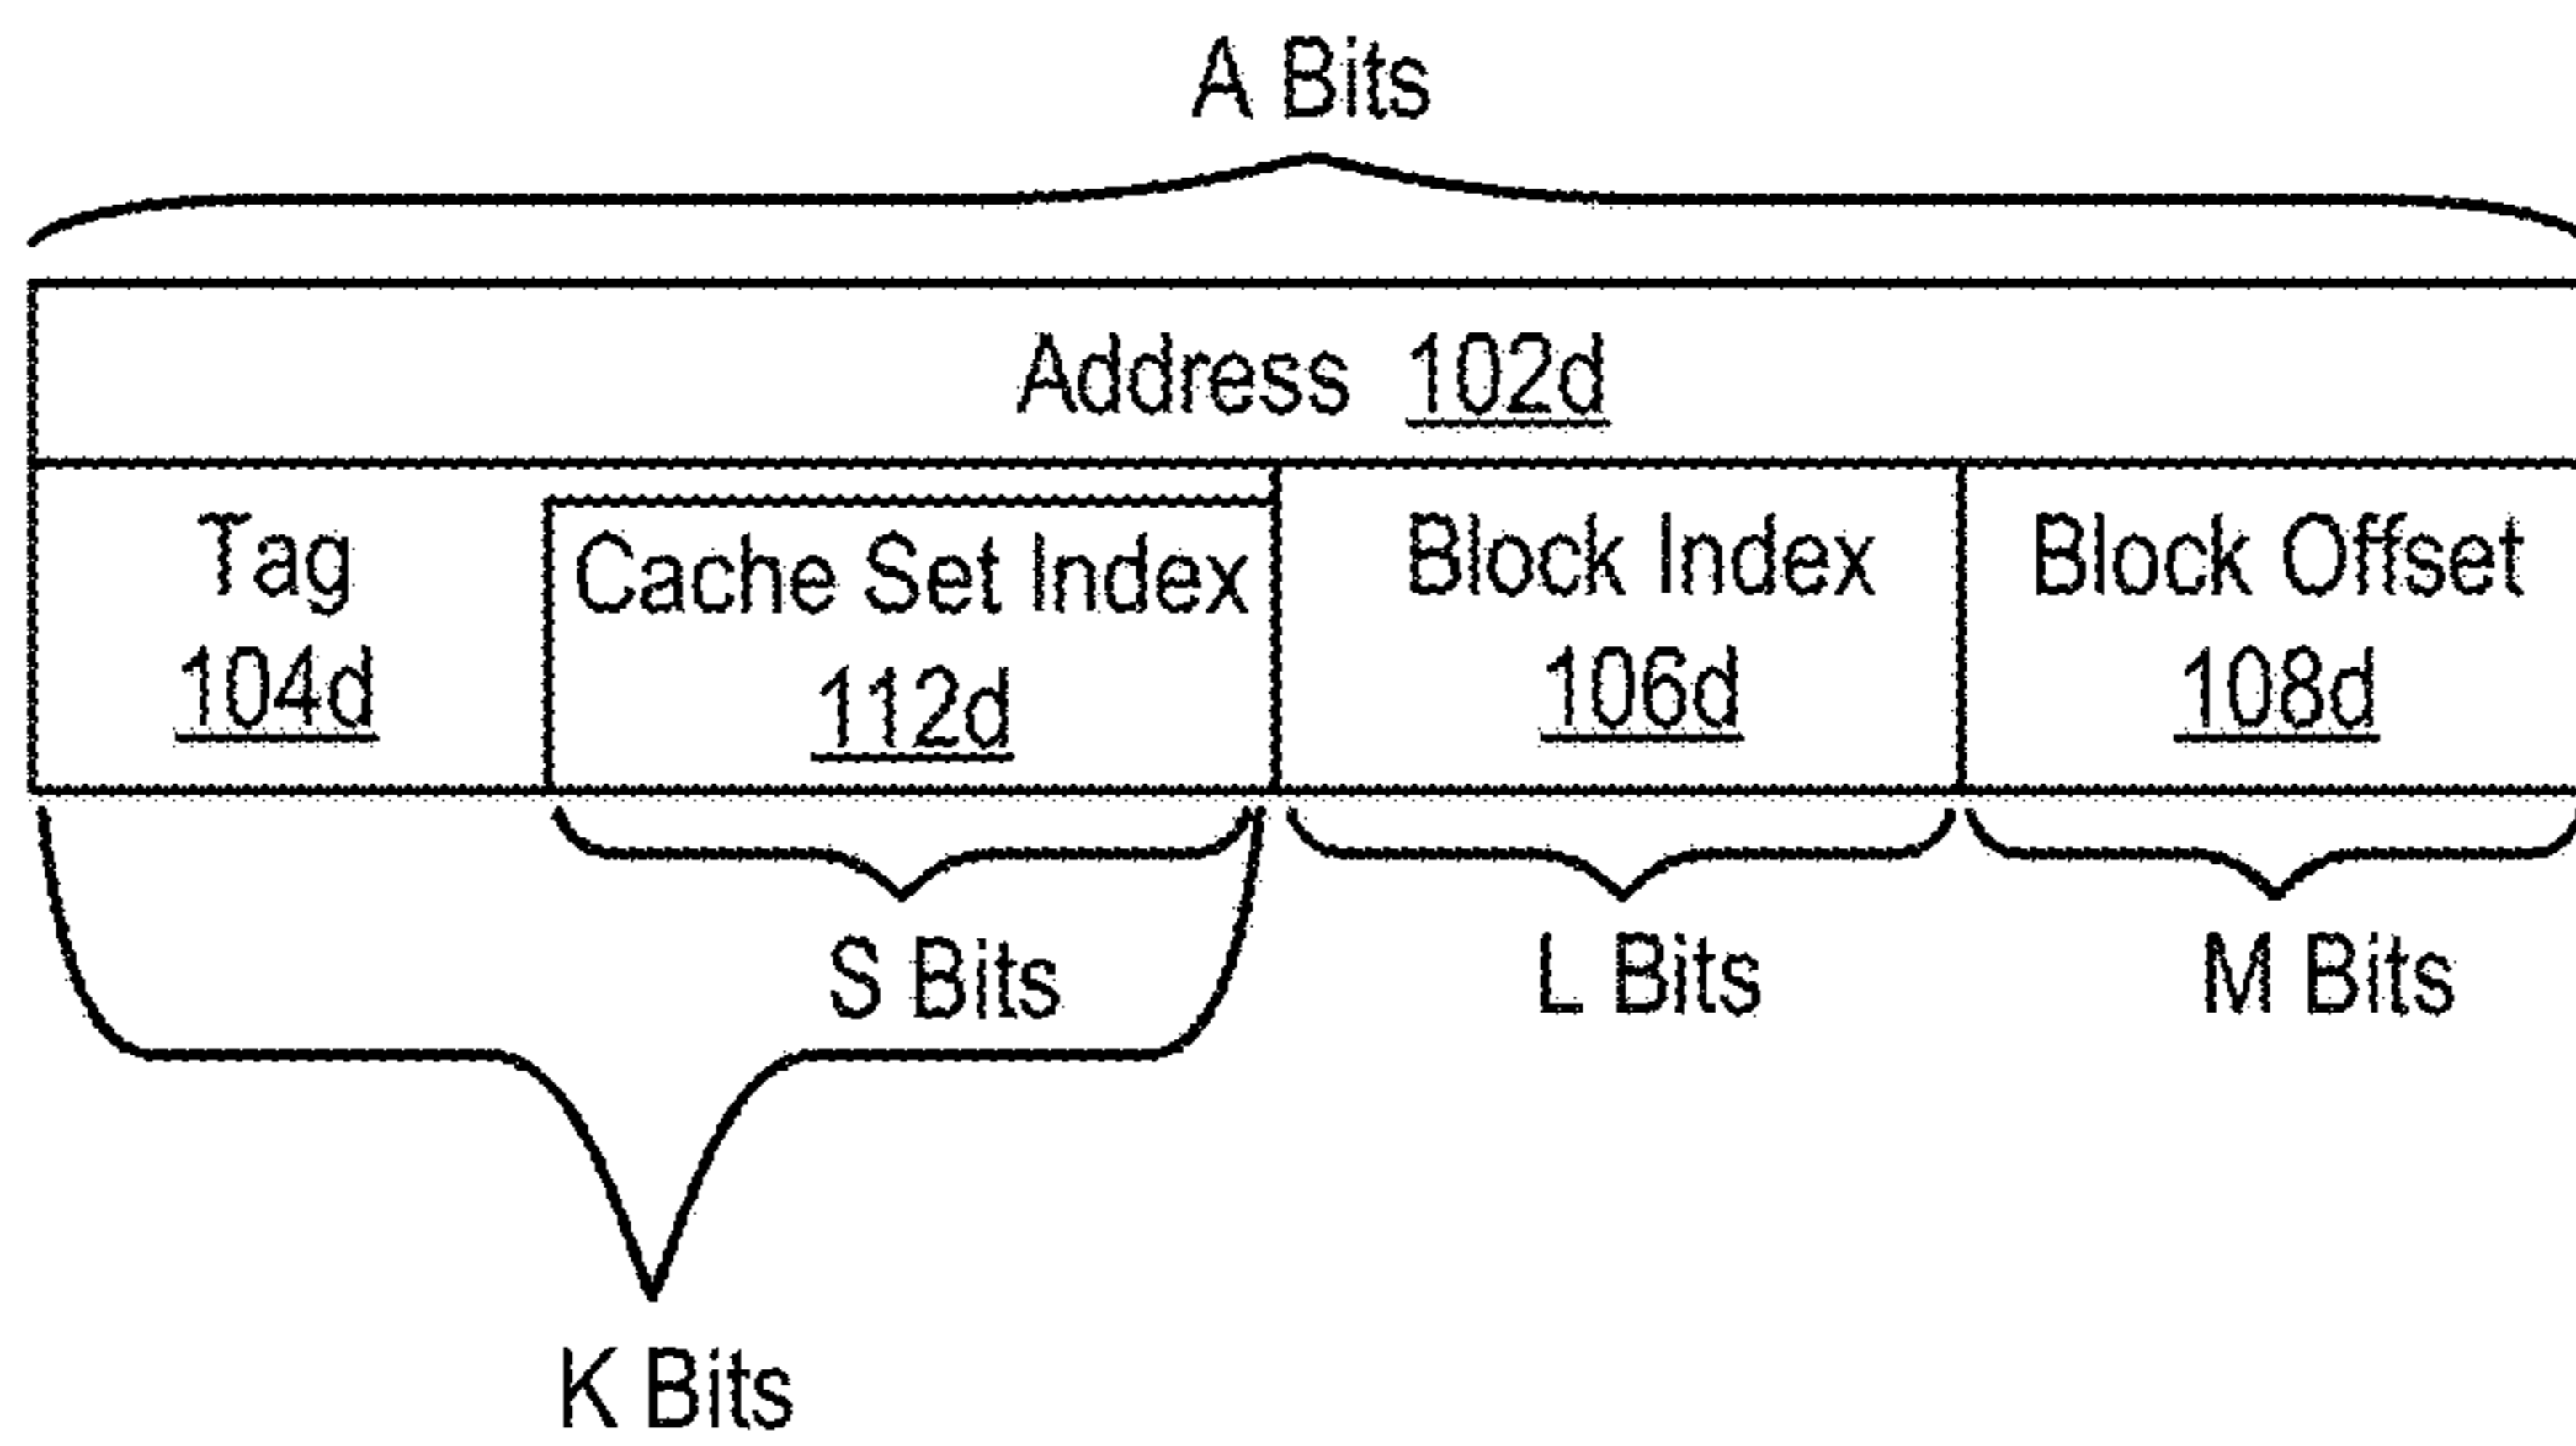 A Bits
Address 102d
Tag
104d
Cache Set Index
112d
Block Index
106d
Block Offset
108d
S Bits
L Bits
M Bits
K Bits